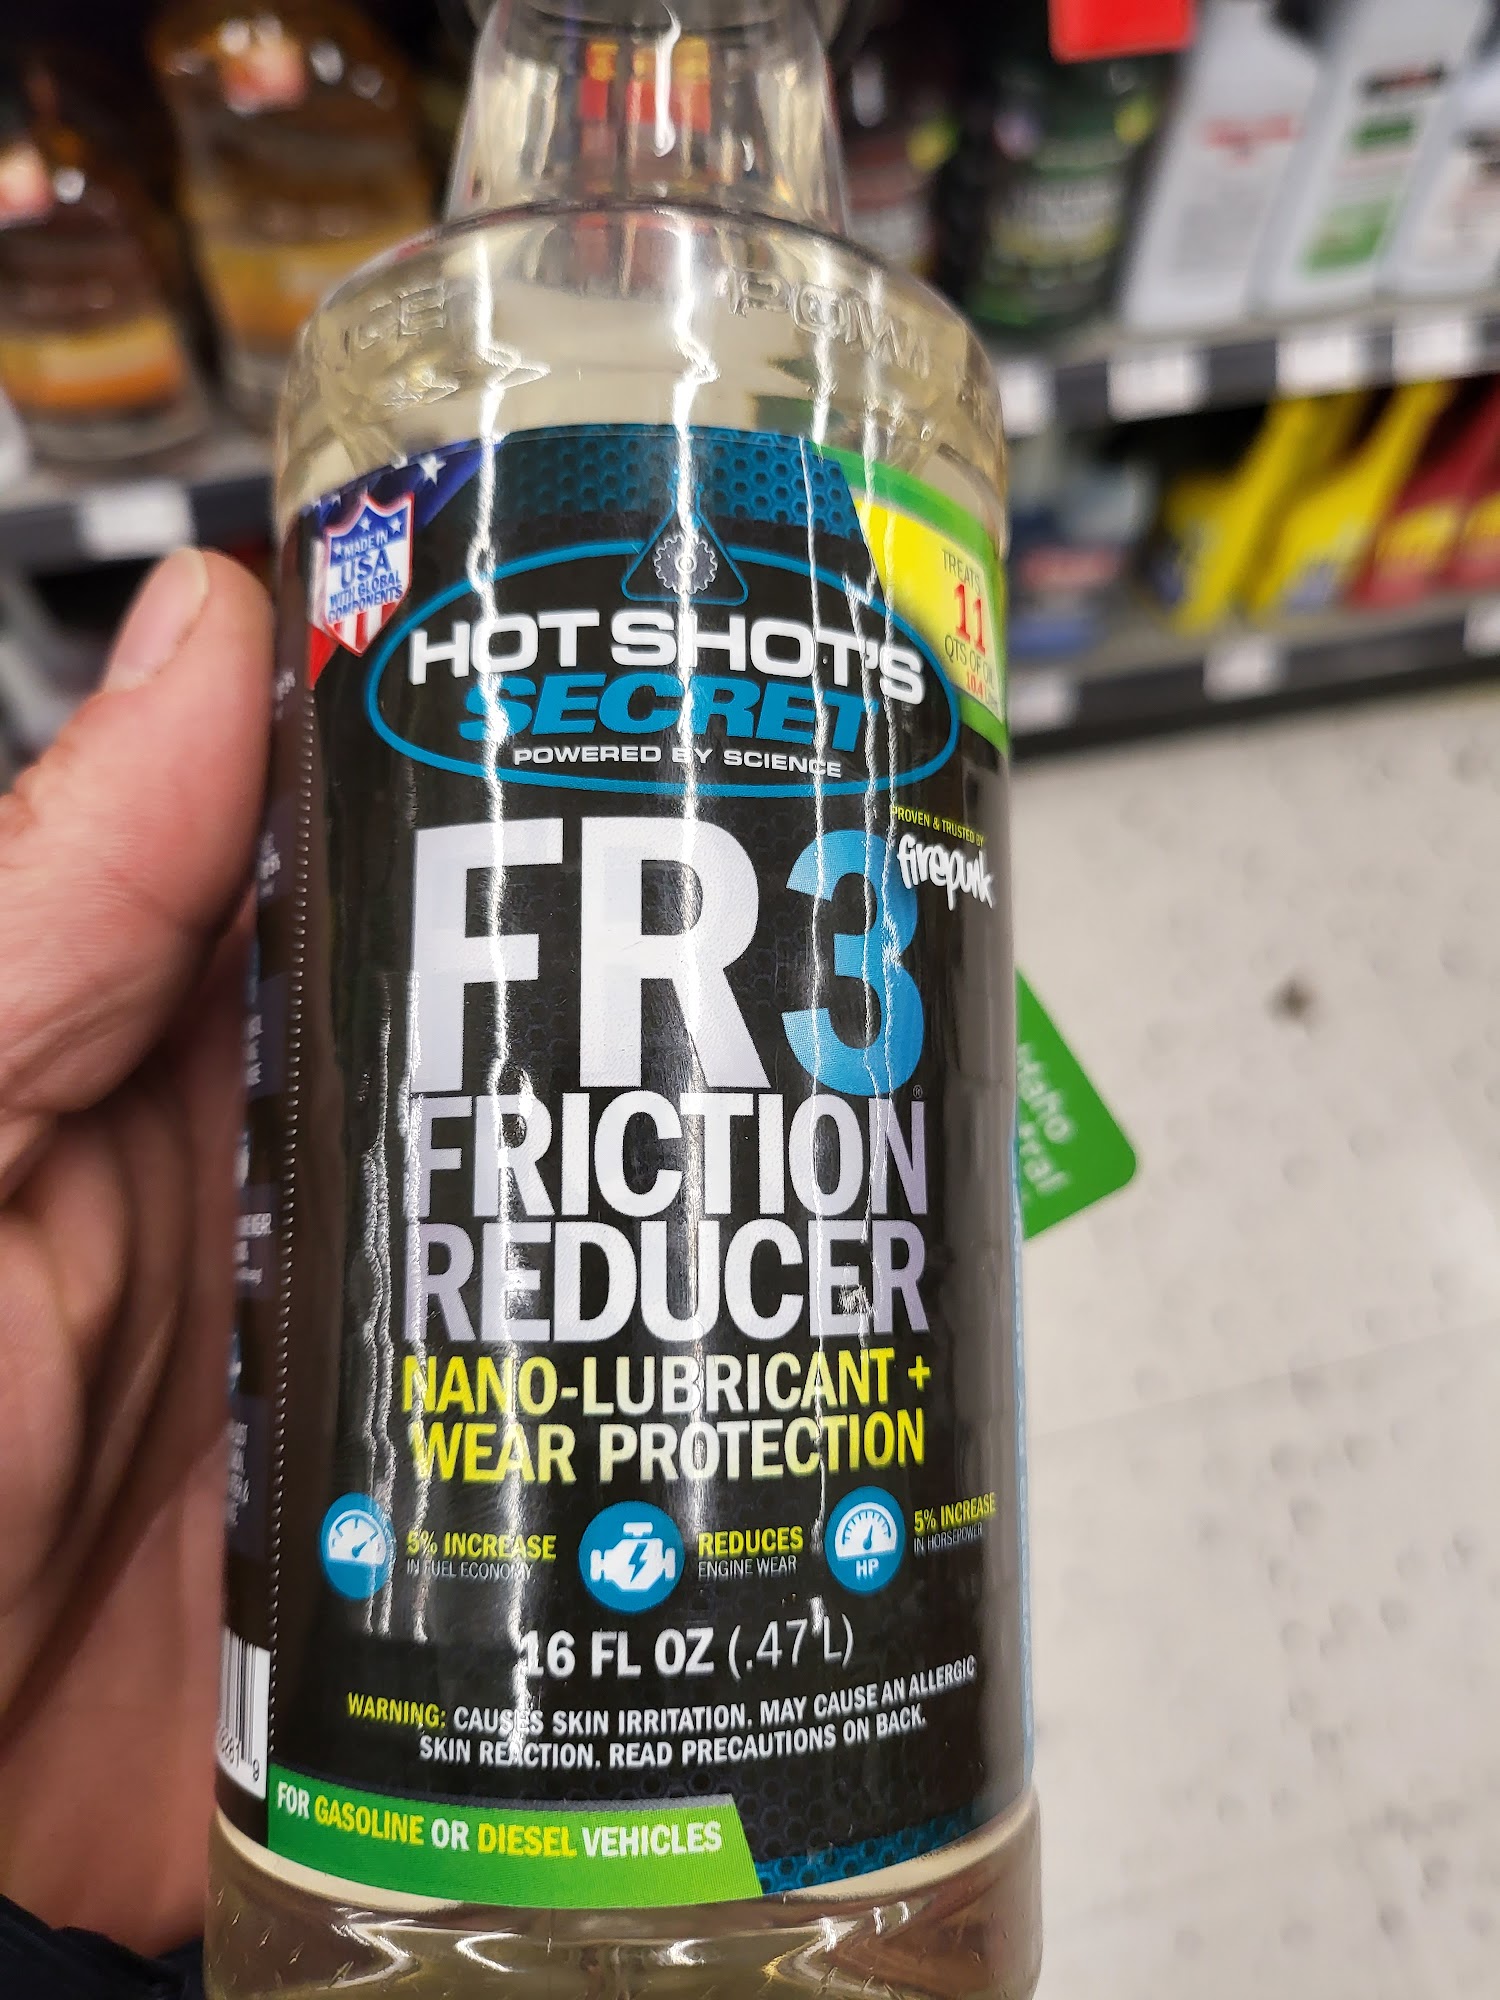 MADE IN
USA
WITH GLOBAL
COMPONENTS
TREATS
11
QTS OF OIL
HOT SHOT'S
SECRET
POWERED BY SCIENCE
PROVEN & TRUSTED BY
firepunk
FR3
FRICTION
REDUCER
NANO-LUBRICANT +
WEAR PROTECTION
5% INCREASE
IN FUEL ECONOMY
REDUCES
ENGINE WEAR
HP
5% INCREASE
IN HORSEPOWER
16 FL OZ (.47 L)
WARNING: CAUSES SKIN IRRITATION. MAY CAUSE AN ALLERGIC
SKIN REACTION. READ PRECAUTIONS ON BACK.
FOR GASOLINE OR DIESEL VEHICLES